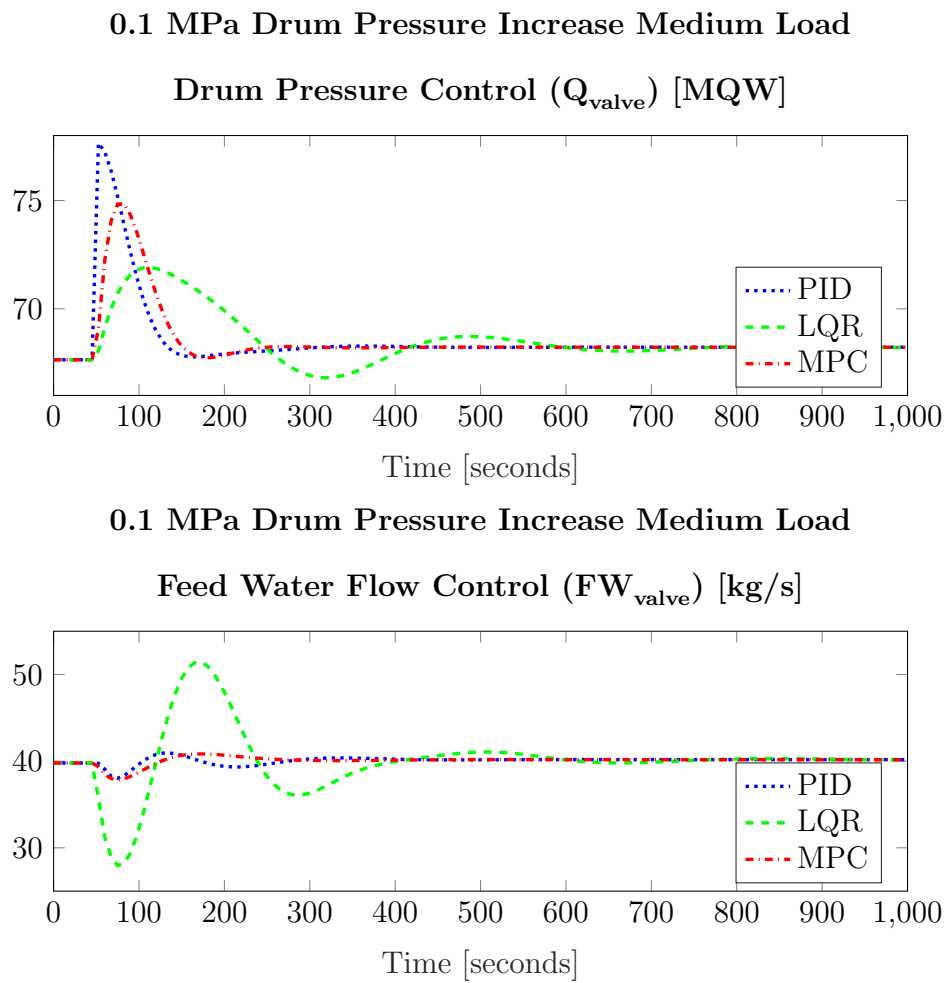 0.1 MPa Drum Pressure Increase Medium Load
Drum Pressure Control (Qvalve) [MQW]
75
70
PID
LQR
MPC
0 100 200 300 400 500 600 700 800 900 1,000
Time [seconds]
0.1 MPa Drum Pressure Increase Medium Load
Feed Water Flow Control (FWvalve) [kg/s]
50
40
30
PID
LQR
MPC
0 100 200 300 400 500 600 700 800 900 1,000
Time [seconds]